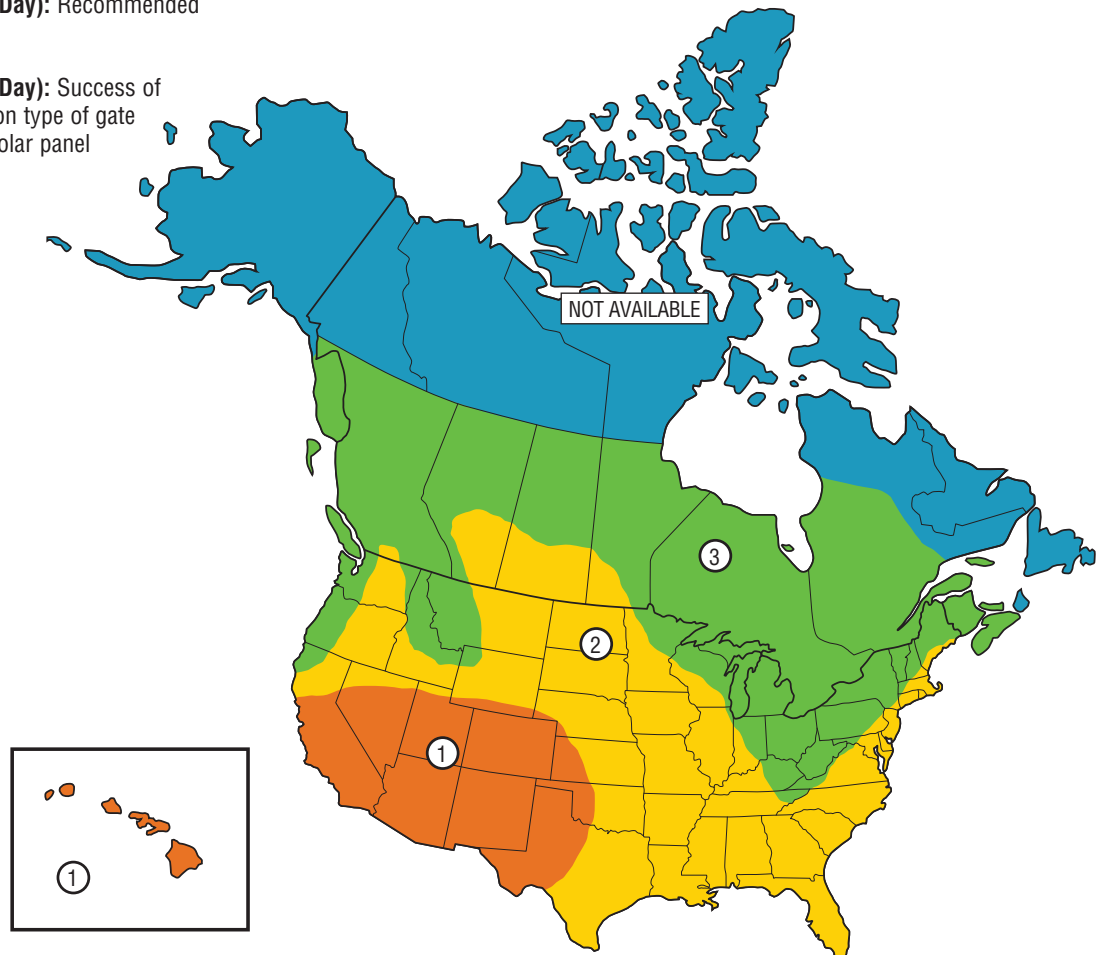 Day): Recommended
Day): Success of
on type of gate
olar panel
NOT AVAILABLE
3
2
1
1